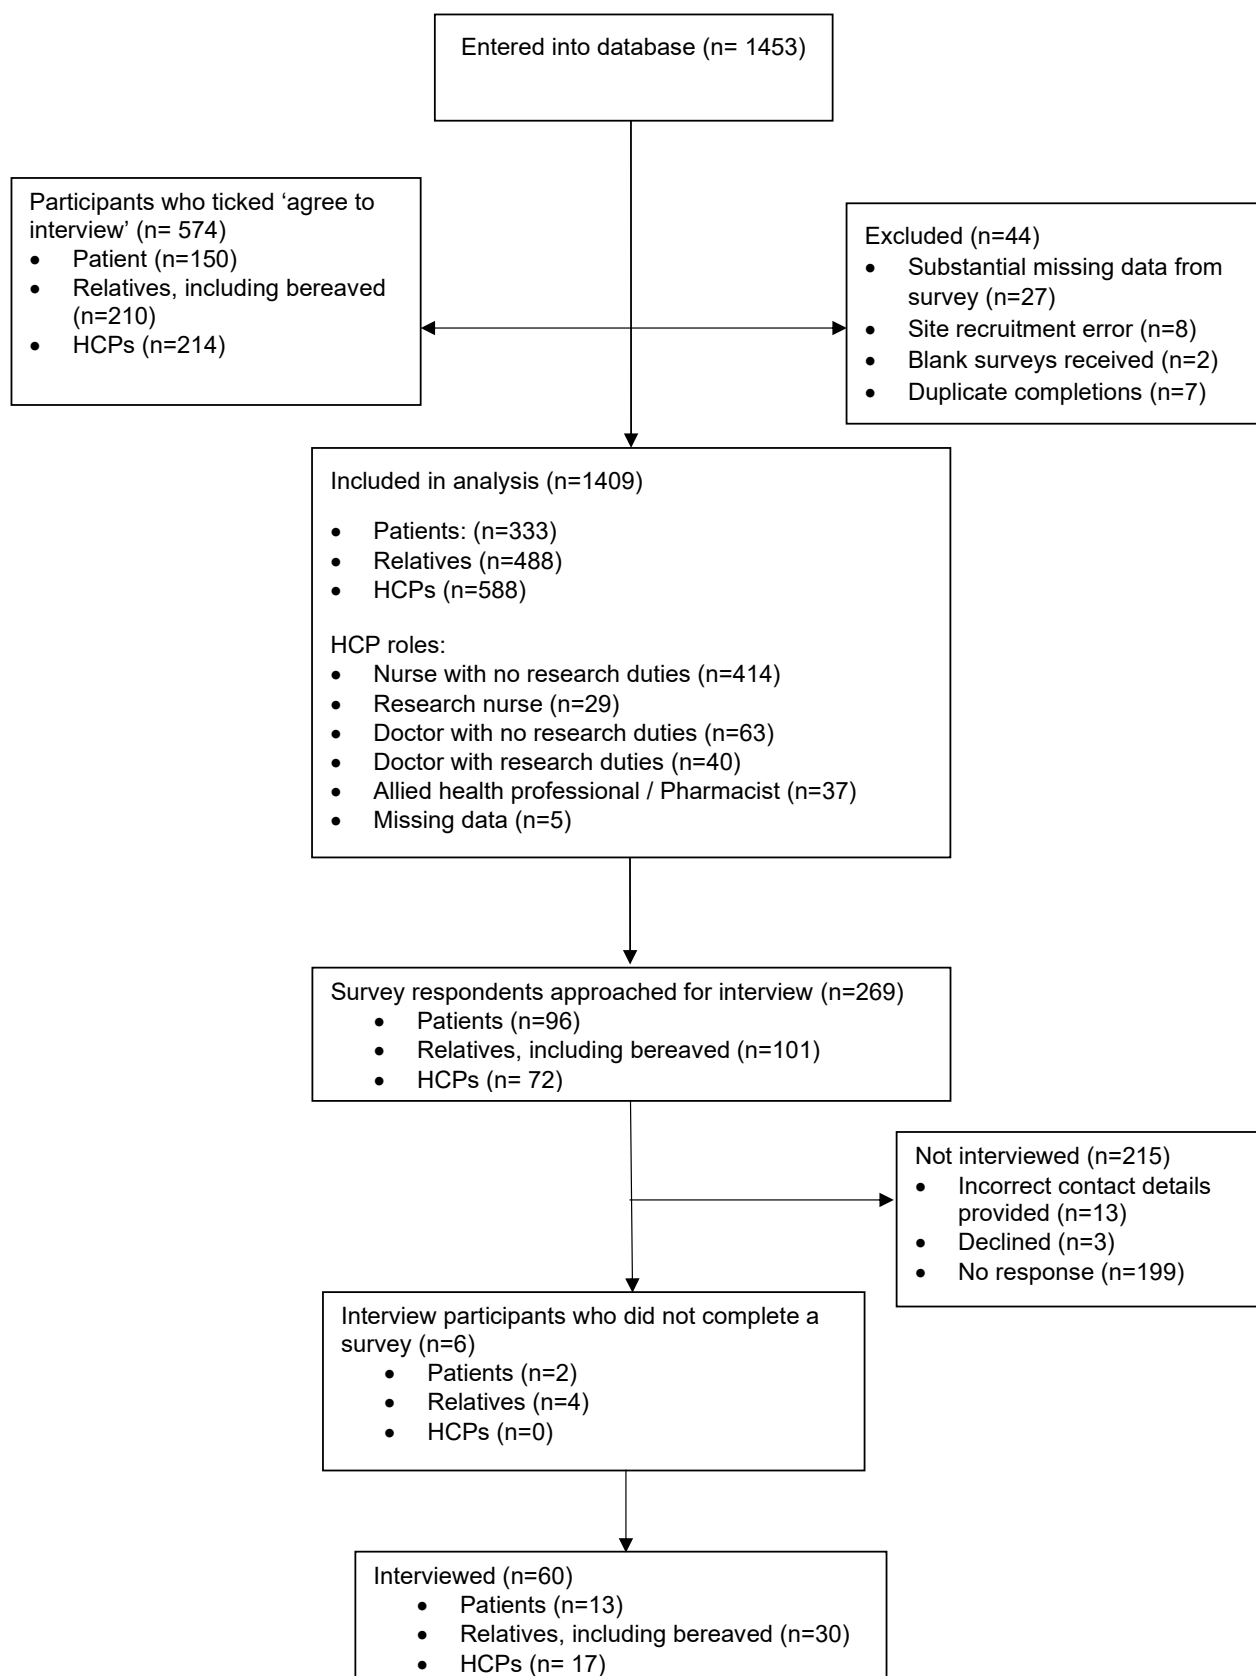 Entered into database (n= 1453)
Participants who ticked ‘agree to
interview’ (n= 574)
• Patient (n=150)
• Relatives, including bereaved
(n=210)
• HCPs (n=214)
Excluded (n=44)
• Substantial missing data from
survey (n=27)
• Site recruitment error (n=8)
• Blank surveys received (n=2)
• Duplicate completions (n=7)
Included in analysis (n=1409)
• Patients: (n=333)
• Relatives (n=488)
• HCPs (n=588)
HCP roles:
• Nurse with no research duties (n=414)
• Research nurse (n=29)
• Doctor with no research duties (n=63)
• Doctor with research duties (n=40)
• Allied health professional / Pharmacist (n=37)
• Missing data (n=5)
Survey respondents approached for interview (n=269)
• Patients (n=96)
• Relatives, including bereaved (n=101)
• HCPs (n= 72)
Not interviewed (n=215)
• Incorrect contact details
provided (n=13)
• Declined (n=3)
• No response (n=199)
Interview participants who did not complete a
survey (n=6)
• Patients (n=2)
• Relatives (n=4)
• HCPs (n=0)
Interviewed (n=60)
• Patients (n=13)
• Relatives, including bereaved (n=30)
• HCPs (n= 17)